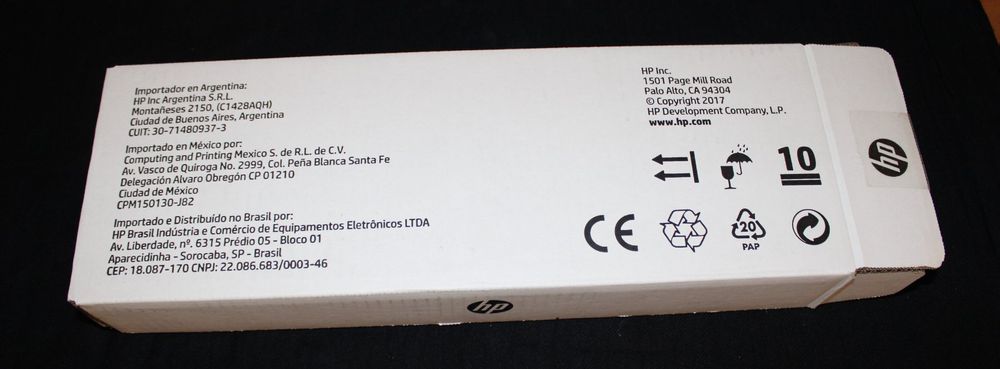 Importador en Argentina:
HP Inc Argentina S.R.L.
Montañeses 2150, (C1428AQH)
Ciudad de Buenos Aires, Argentina
CUIT: 30-71480937-3
Importado en México por:
Computing and Printing Mexico S. de R.L. de C.V.
Av. Vasco de Quiroga No. 2999, Col. Peña Blanca Santa Fe
Delegación Alvaro Obregón CP 01210
Ciudad de México
CPM150130-J82
Importado e Distribuído no Brasil por:
HP Brasil Indústria e Comércio de Equipamentos Eletrônicos LTDA
Av. Liberdade, nº. 6315 Prédio 05 - Bloco 01
Aparecidinha - Sorocaba, SP - Brasil
CEP: 18.087-170 CNPJ: 22.086.683/0003-46
HP Inc.
1501 Page Mill Road
Palo Alto, CA 94304
© Copyright 2017
HP Development Company, L.P.
www.hp.com
10
CE
20
PAP
hp
hp